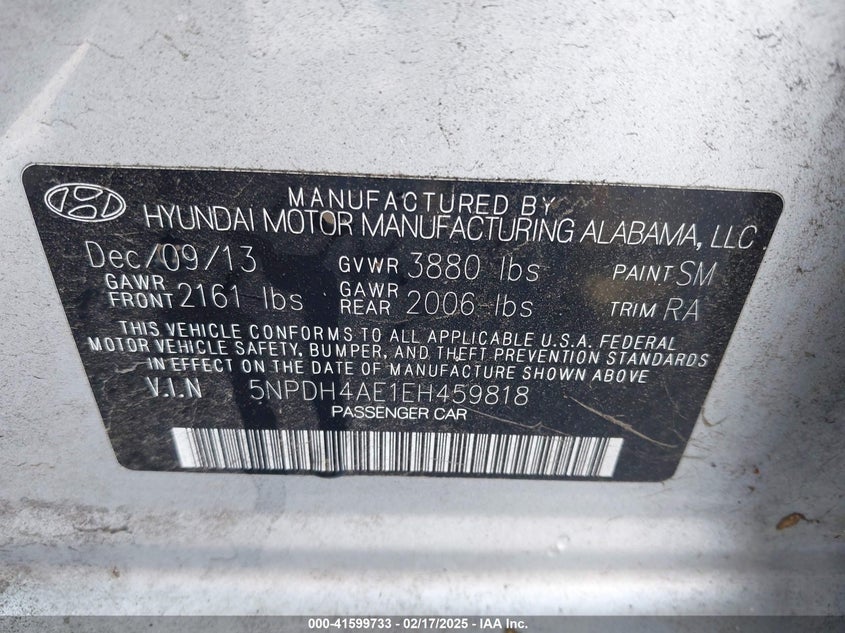 MANUFACTURED BY
HYUNDAI MOTOR MANUFACTURING ALABAMA, LLC
Dec/09/13 GVWR 3880 lbs PAINT SM
GAWR FRONT 2161 lbs GAWR REAR 2006 lbs TRIM RA
THIS VEHICLE CONFORMS TO ALL APPLICABLE U.S.A. FEDERAL
MOTOR VEHICLE SAFETY, BUMPER, AND THEFT PREVENTION STANDARDS
IN EFFECT ON THE DATE OF MANUFACTURE SHOWN ABOVE
V.I.N 5NPDH4AE1EH459818
PASSENGER CAR
000-41599733 - 02/17/2025 - IAA Inc.